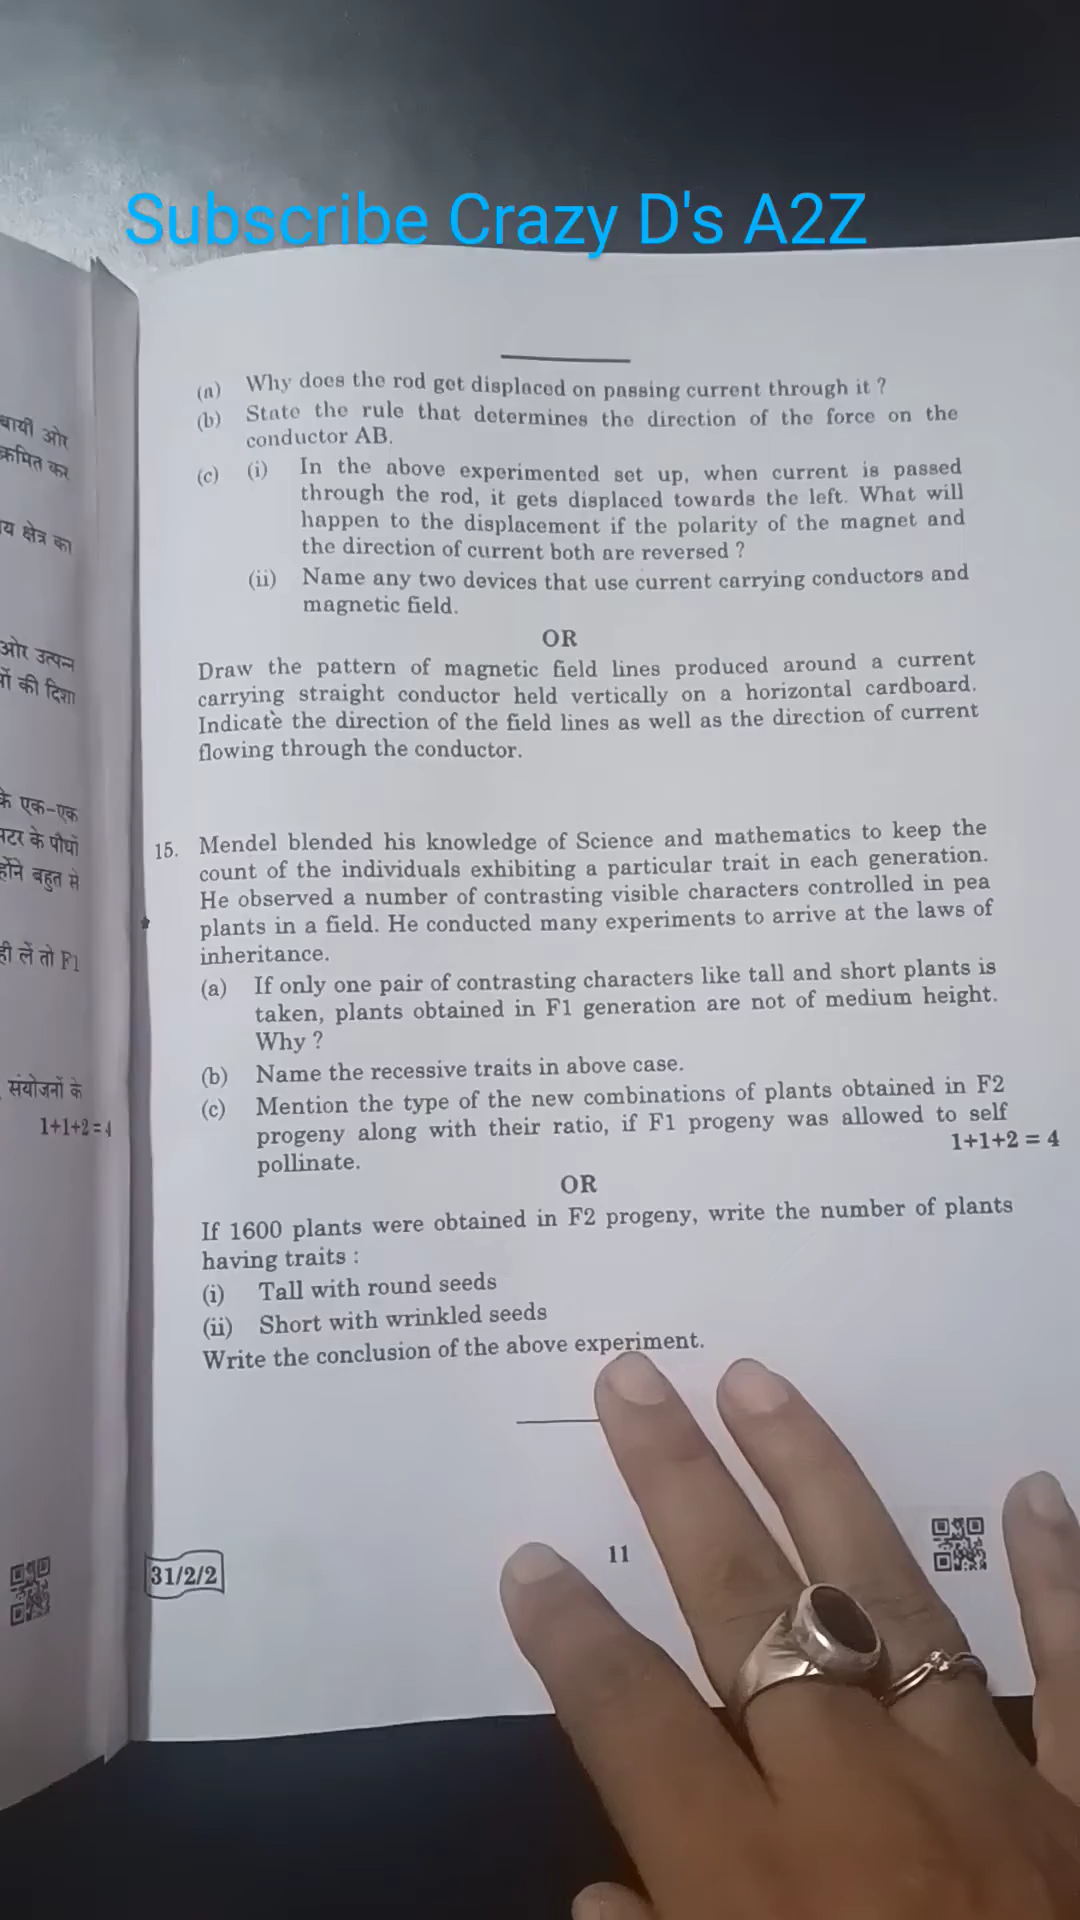 Subscribe Crazy D's A2Z
बायीं ओर
क्रमित कर
य क्षेत्र का
ओर उत्पन्न
र्मों की दिशा
के एक-एक
मटर के पौधों
होंने बहुत से
ही लें तो F1
संयोजनों के
1+1+2=4
(a) Why does the rod get displaced on passing current through it ?
(b) State the rule that determines the direction of the force on the
conductor AB.
(c) (i) In the above experimented set up, when current is passed
through the rod, it gets displaced towards the left. What will
happen to the displacement if the polarity of the magnet and
the direction of current both are reversed ?
(ii) Name any two devices that use current carrying conductors and
magnetic field.
OR
Draw the pattern of magnetic field lines produced around a current
carrying straight conductor held vertically on a horizontal cardboard.
Indicate the direction of the field lines as well as the direction of current
flowing through the conductor.
15. Mendel blended his knowledge of Science and mathematics to keep the
count of the individuals exhibiting a particular trait in each generation.
He observed a number of contrasting visible characters controlled in pea
plants in a field. He conducted many experiments to arrive at the laws of
inheritance.
(a) If only one pair of contrasting characters like tall and short plants is
taken, plants obtained in F1 generation are not of medium height.
Why ?
(b) Name the recessive traits in above case.
(c) Mention the type of the new combinations of plants obtained in F2
progeny along with their ratio, if F1 progeny was allowed to self
pollinate.
1+1+2 = 4
OR
If 1600 plants were obtained in F2 progeny, write the number of plants
having traits :
(i) Tall with round seeds
(ii) Short with wrinkled seeds
Write the conclusion of the above experiment.
31/2/2
11